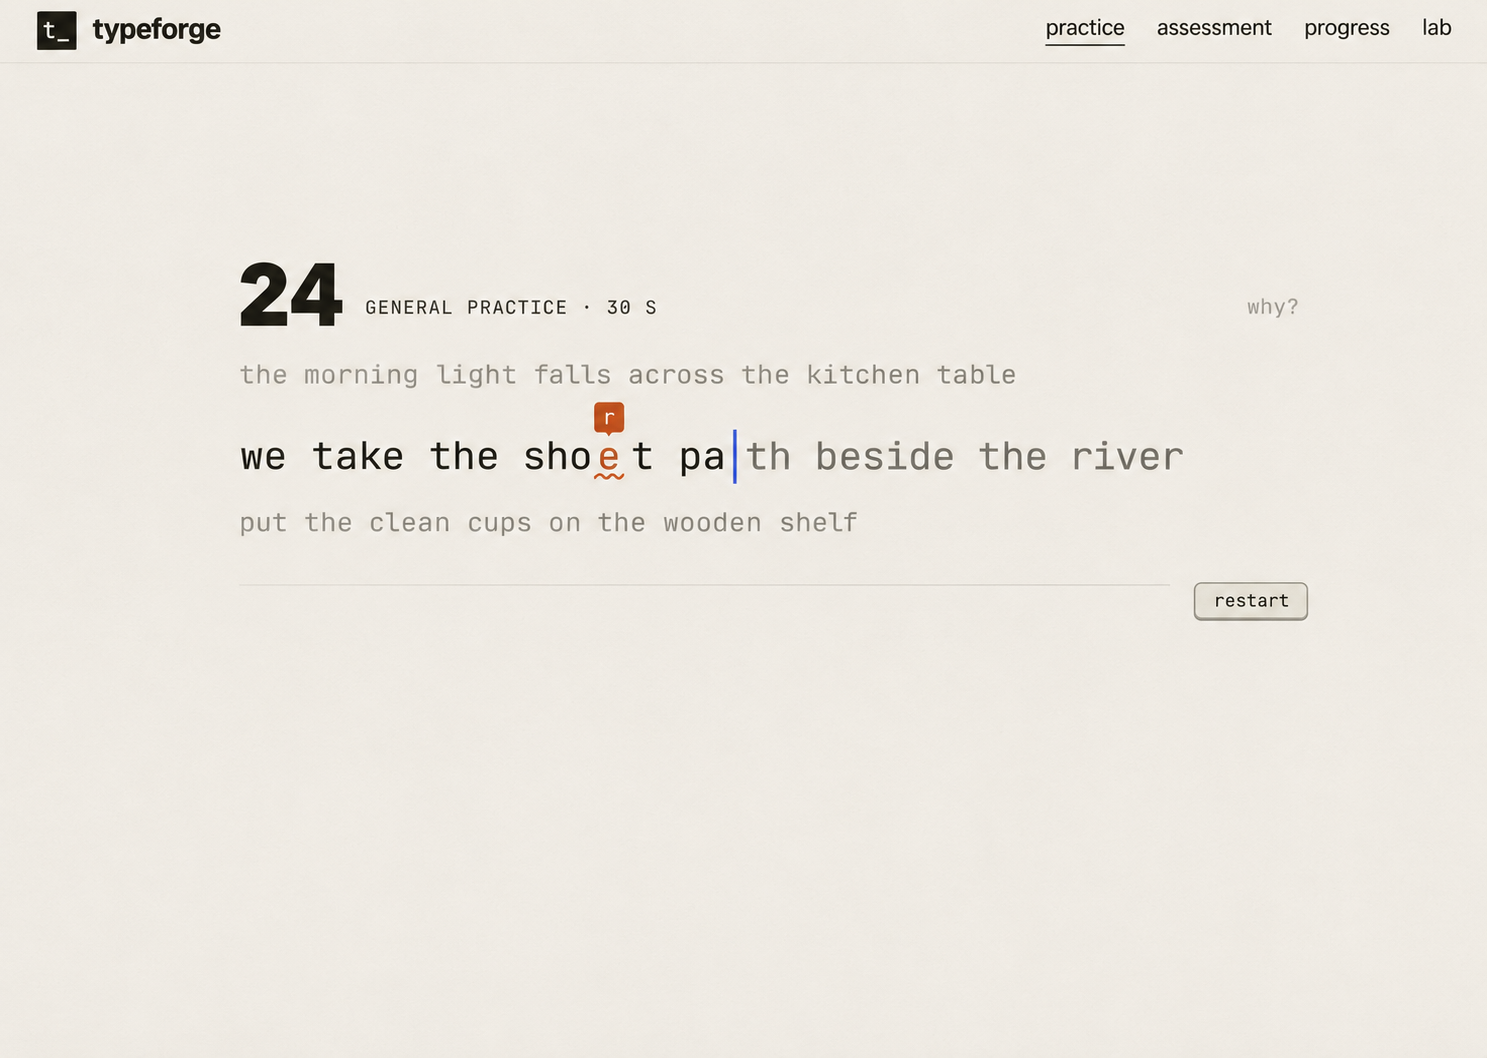 t_ typeforge practice assessment progress lab
24 GENERAL PRACTICE · 30 S why?
the morning light falls across the kitchen table
r
we take the shoet path beside the river
put the clean cups on the wooden shelf
restart